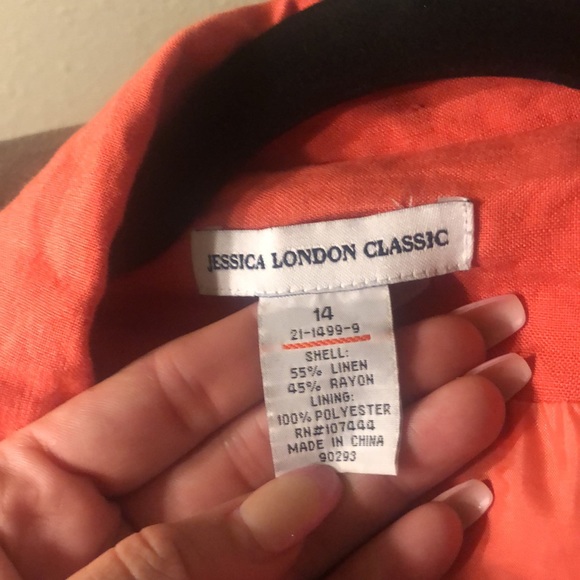 JESSICA LONDON CLASSIC
14
21-1499-9
SHELL:
55% LINEN
45% RAYON
LINING:
100% POLYESTER
RN#107444
MADE IN CHINA
90293